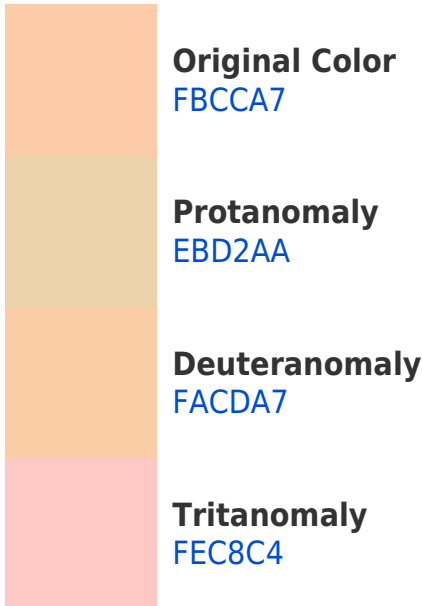 Original Color
FBCCA7
Protanomaly
EBD2AA
Deuteranomaly
FACDA7
Tritanomaly
FEC8C4